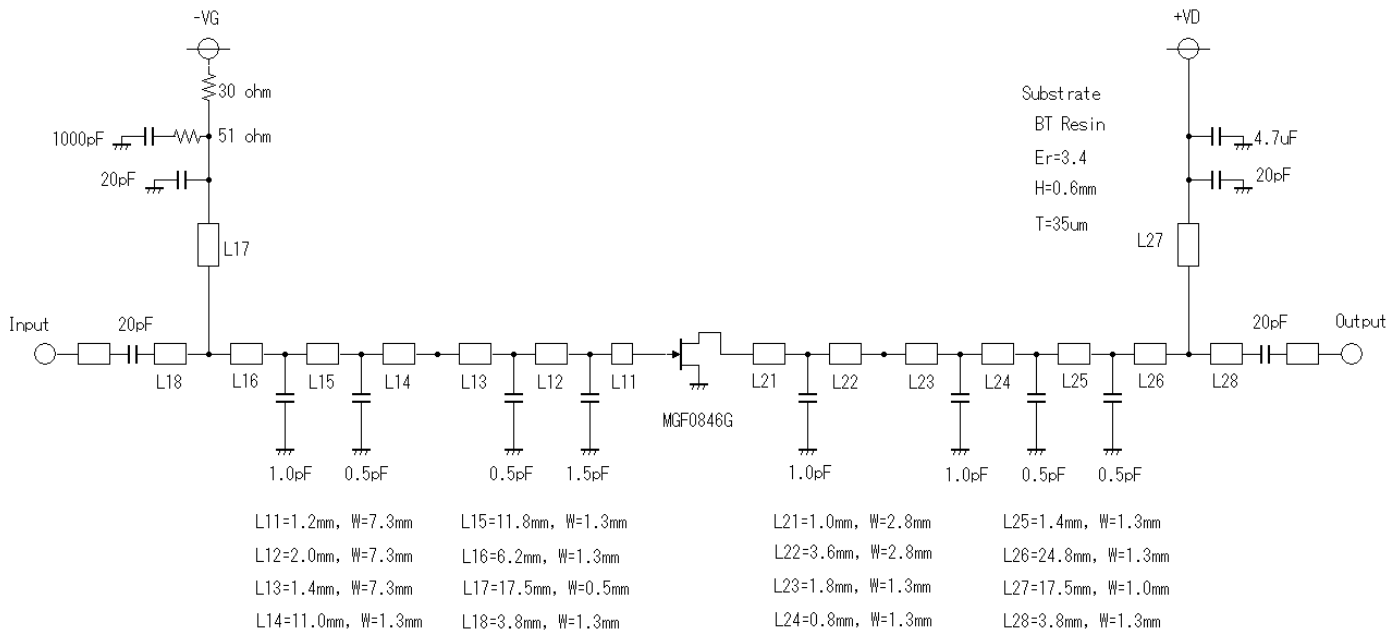 -VG
+VD
30 ohm
1000pF
51 ohm
20pF
L17
Substrate
BT Resin
Er=3.4
H=0.6mm
T=35um
4.7uF
20pF
L27
Input
20pF
L18
L16
L15
L14
L13
L12
L11
MGF0846G
L21
L22
L23
L24
L25
L26
L28
20pF
Output
1.0pF
0.5pF
0.5pF
1.5pF
1.0pF
1.0pF
0.5pF
0.5pF
L11=1.2mm, W=7.3mm
L12=2.0mm, W=7.3mm
L13=1.4mm, W=7.3mm
L14=11.0mm, W=1.3mm
L15=11.8mm, W=1.3mm
L16=6.2mm, W=1.3mm
L17=17.5mm, W=0.5mm
L18=3.8mm, W=1.3mm
L21=1.0mm, W=2.8mm
L22=3.6mm, W=2.8mm
L23=1.8mm, W=1.3mm
L24=0.8mm, W=1.3mm
L25=1.4mm, W=1.3mm
L26=24.8mm, W=1.3mm
L27=17.5mm, W=1.0mm
L28=3.8mm, W=1.3mm